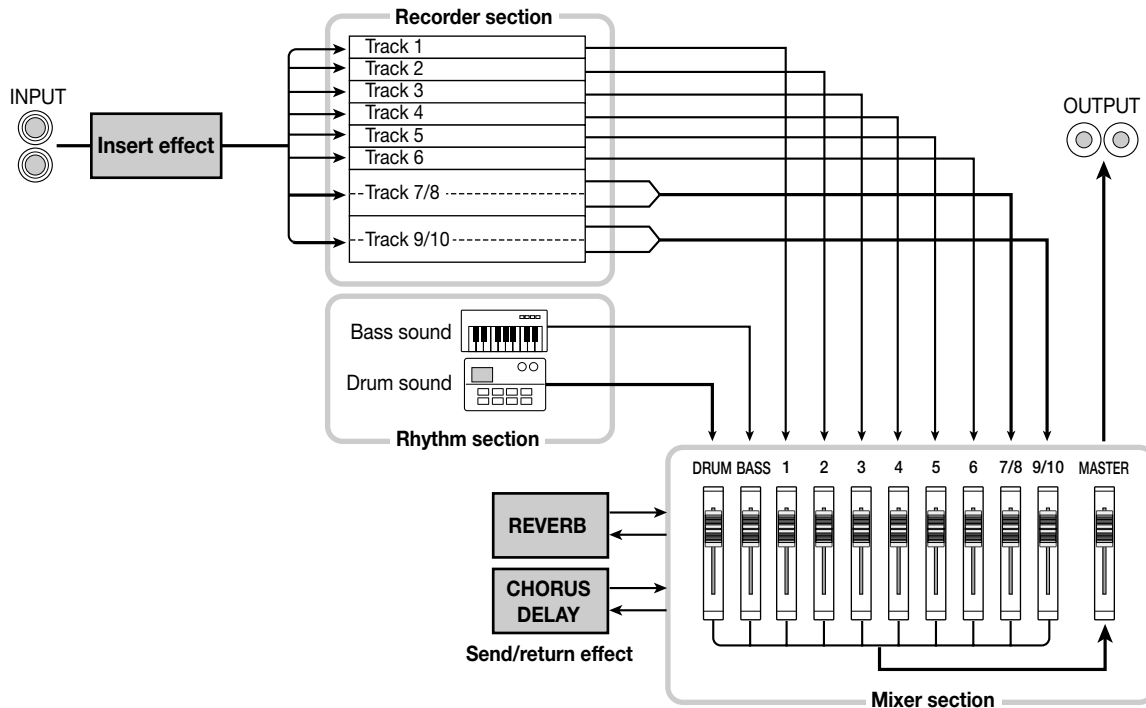 Recorder section
Track 1
Track 2
Track 3
Track 4
Track 5
Track 6
Track 7/8
Track 9/10
INPUT
Insert effect
OUTPUT
Bass sound
Drum sound
Rhythm section
DRUM BASS 1 2 3 4 5 6 7/8 9/10 MASTER
REVERB
CHORUS
DELAY
Send/return effect
Mixer section